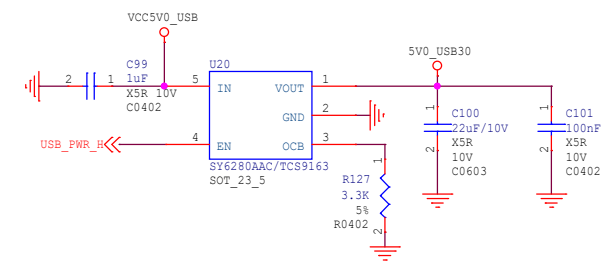 VCC5V0_USB
5V0_USB30
C99
1uF
X5R 10V
C0402
2
1
U20
5
IN
VOUT
1
GND
2
USB_PWR_H
4
EN
OCB
3
SY6280AAC/TCS9163
SOT_23_5
1
R127
3.3K
5%
R0402
2
1
C100
22uF/10V
X5R
10V
C0603
2
1
C101
100nF
X5R
10V
C0402
2